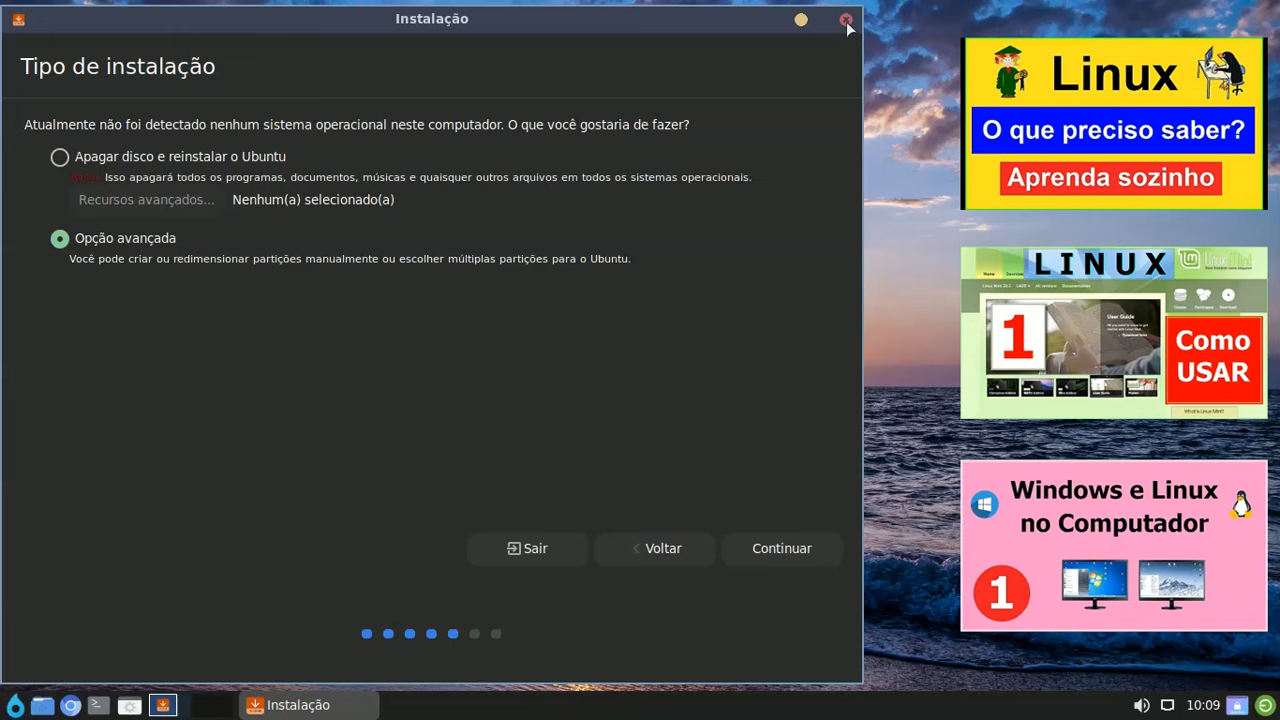 Instalação
Tipo de instalação
Atualmente não foi detectado nenhum sistema operacional neste computador. O que você gostaria de fazer?
Apagar disco e reinstalar o Ubuntu
Isso apagará todos os programas, documentos, músicas e quaisquer outros arquivos em todos os sistemas operacionais.
Recursos avançados... Nenhum(a) selecionado(a)
Opção avançada
Você pode criar ou redimensionar partições manualmente ou escolher múltiplas partições para o Ubuntu.
Sair
Voltar
Continuar
Linux
O que preciso saber?
Aprenda sozinho
LINUX
User Guide
1
Como
USAR
Windows e Linux
no Computador
1
Instalação
10:09